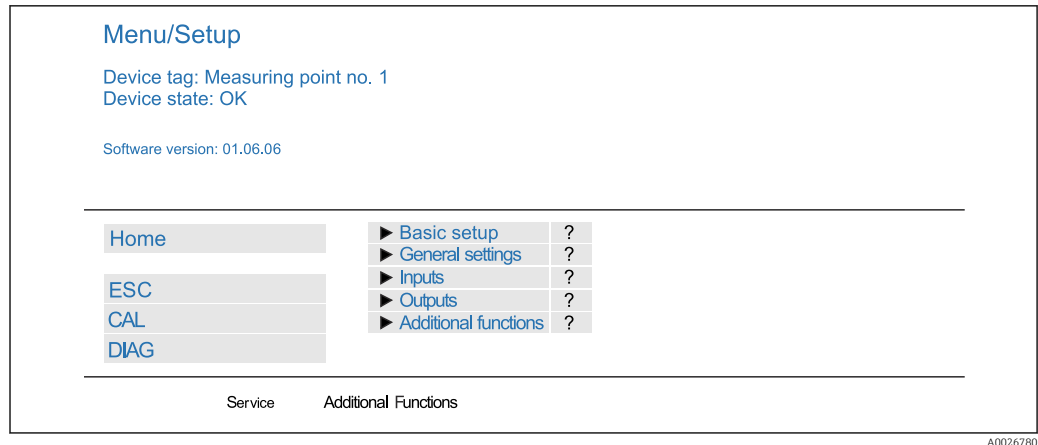 Menu/Setup
Device tag: Measuring point no. 1
Device state: OK
Software version: 01.06.06
Home
ESC
CAL
DIAG
► Basic setup ?
► General settings ?
► Inputs ?
► Outputs ?
► Additional functions ?
Service Additional Functions
A0026780